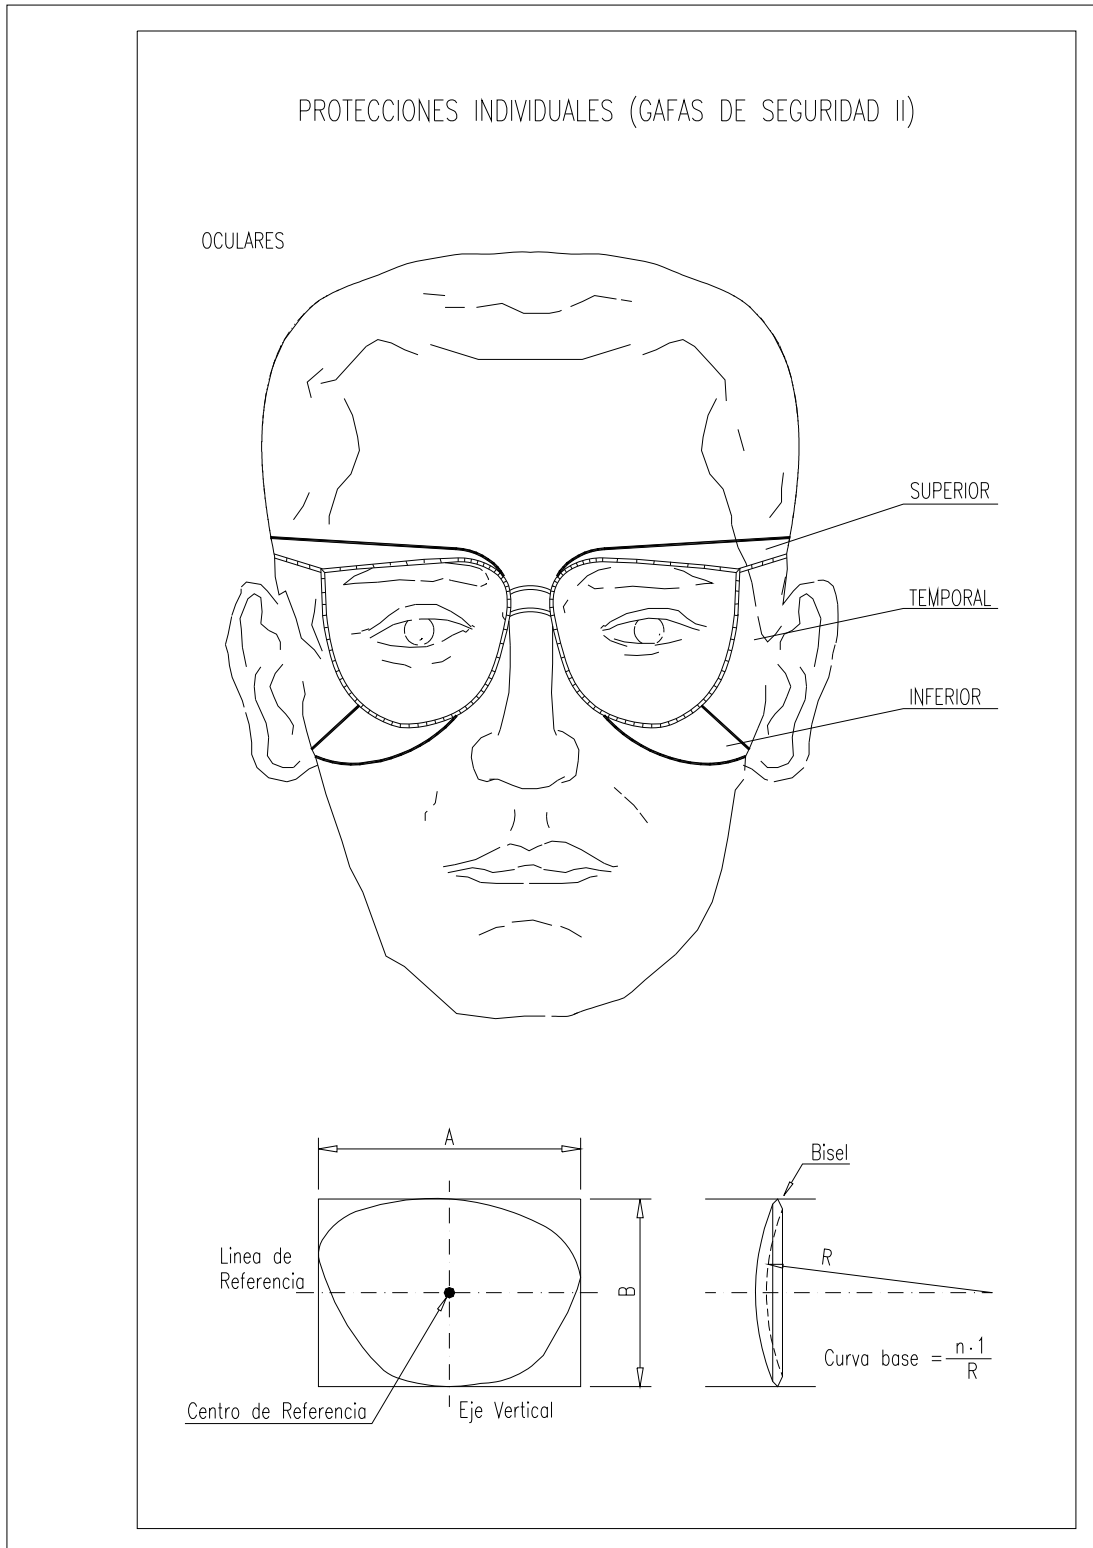 PROTECCIONES INDIVIDUALES (GAFAS DE SEGURIDAD II)
OCULARES
SUPERIOR
TEMPORAL
INFERIOR
A
Bisel
Linea de
Referencia
B
R
Curva base = n·1
R
Centro de Referencia
Eje Vertical